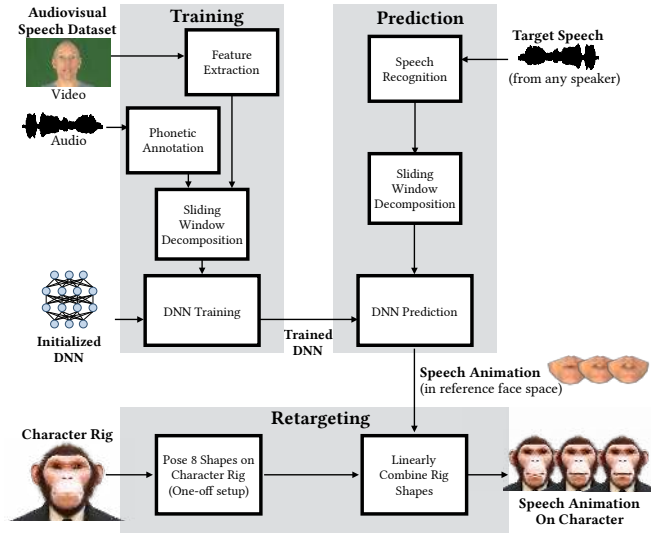 Audiovisual
Speech Dataset
Video
Audio
Training
Feature
Extraction
Phonetic
Annotation
Sliding
Window
Decomposition
DNN Training
Initialized
DNN
Trained
DNN
Prediction
Speech
Recognition
Target Speech
(from any speaker)
Sliding
Window
Decomposition
DNN Prediction
Speech Animation
(in reference face space)
Retargeting
Character Rig
Pose 8 Shapes on
Character Rig
(One-off setup)
Linearly
Combine Rig
Shapes
Speech Animation
On Character